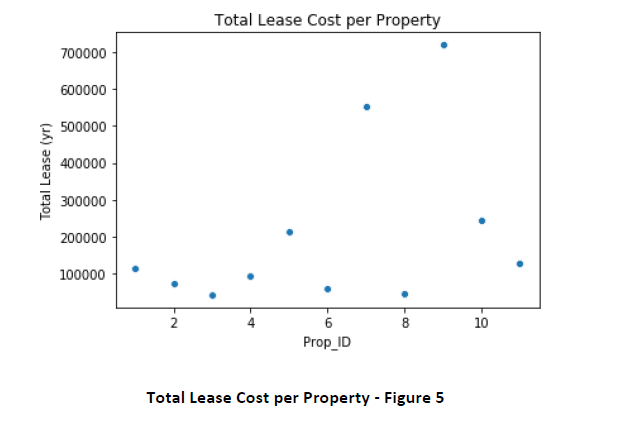 Total Lease Cost per Property
700000
600000
500000
400000
300000
200000
100000
Total Lease (yr)
2 4 6 8 10
Prop_ID
Total Lease Cost per Property - Figure 5